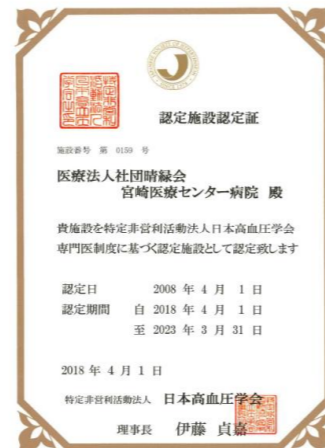 認定施設認定証
施設番号 第 0159 号
医療法人社団晴緑会
宮崎医療センター病院 殿
貴施設を特定非営利活動法人日本高血圧学会
専門医制度に基づく認定施設として認定致します
認定日 2008 年 4 月 1 日
認定期間 自 2018 年 4 月 1 日
至 2023 年 3 月 31 日
2018 年 4 月 1 日
特定非営利活動法人 日本高血圧学会
理事長 伊藤 貞嘉